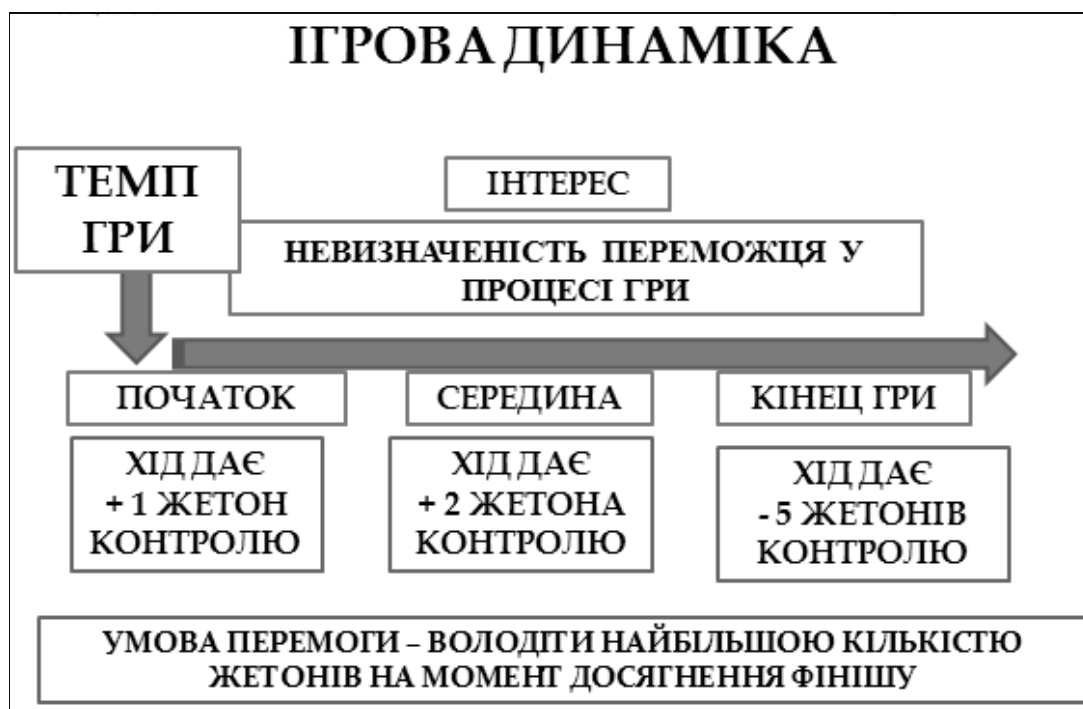 ІГРОВА ДИНАМІКА
ТЕМП
ГРИ
ІНТЕРЕС
НЕВИЗНАЧЕНІСТЬ ПЕРЕМОЖЦЯ У
ПРОЦЕСІ ГРИ
ПОЧАТОК
СЕРЕДИНА
КІНЕЦ ГРИ
ХІД ДАЄ
+ 1 ЖЕТОН
КОНТРОЛЮ
ХІД ДАЄ
+ 2 ЖЕТОНА
КОНТРОЛЮ
ХІД ДАЄ
- 5 ЖЕТОНІВ
КОНТРОЛЮ
УМОВА ПЕРЕМОГИ – ВОЛОДІТИ НАЙБІЛЬШОЮ КІЛЬКІСТЮ
ЖЕТОНІВ НА МОМЕНТ ДОСЯГНЕННЯ ФІНІШУ